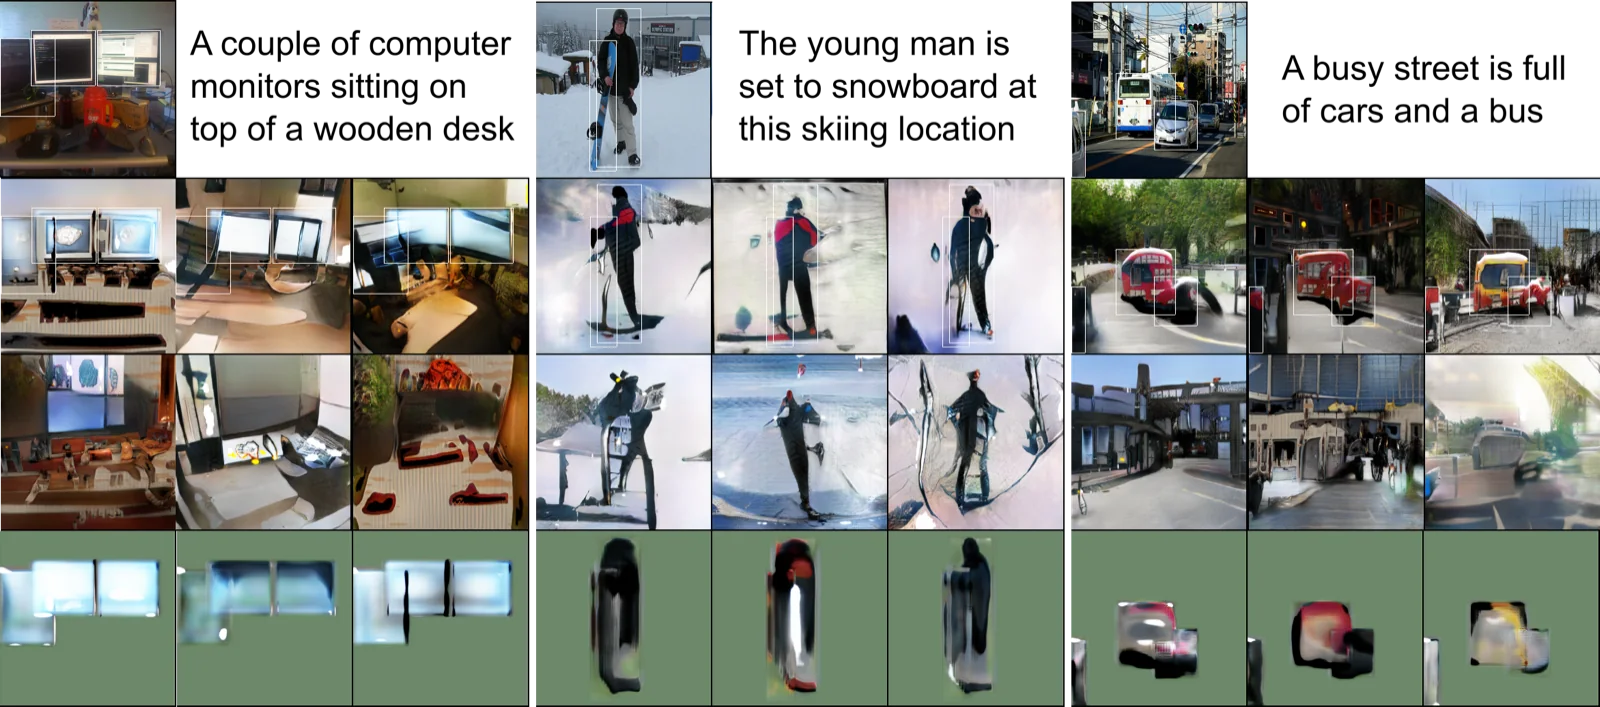 A couple of computer
monitors sitting on
top of a wooden desk
The young man is
set to snowboard at
this skiing location
A busy street is full
of cars and a bus